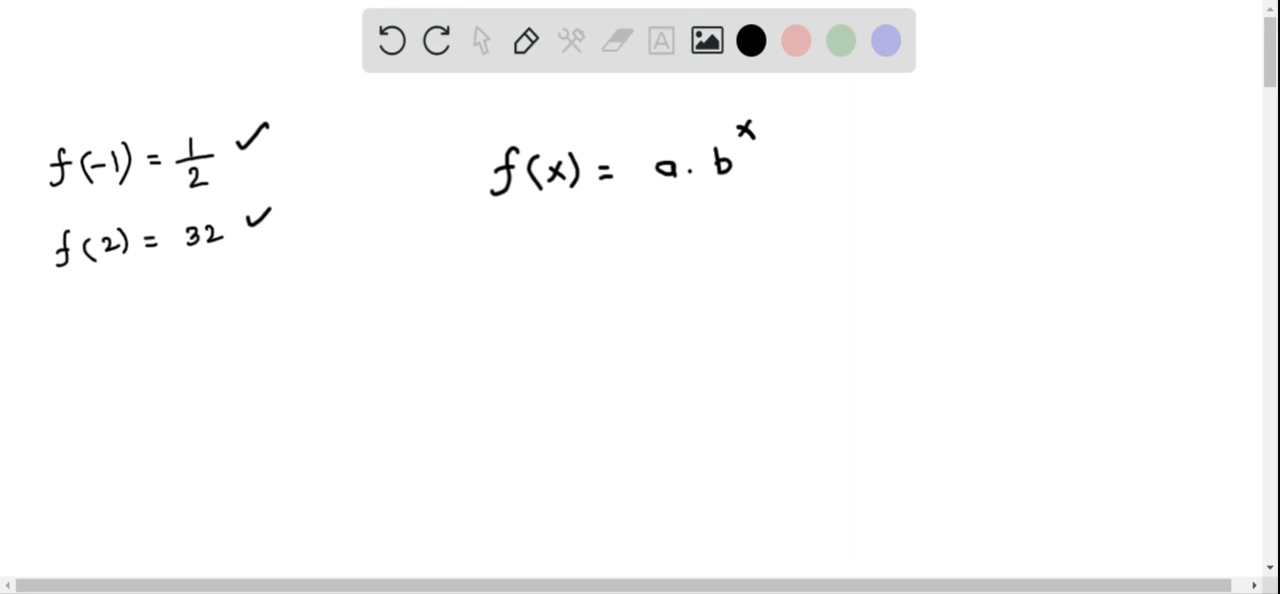 A
f(-1) = 1/2 ✓
f(2) = 32 ✓
f(x) = a. b^x